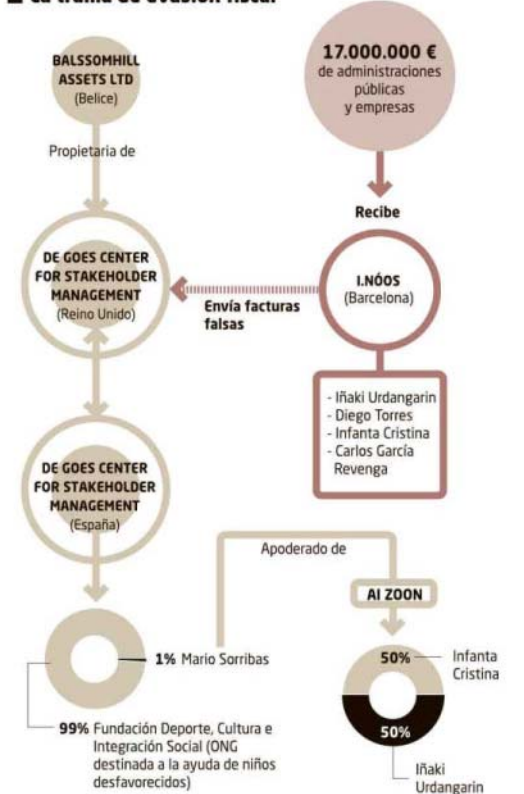 La trama de evasión fiscal
BALSSOMHILL
ASSETS LTD
(Belice)
Propietaria de
DE GOES CENTER
FOR STAKEHOLDER
MANAGEMENT
(Reino Unido)
17.000.000 €
de administraciones
públicas
y empresas
Recibe
I.NÓOS
(Barcelona)
Envía facturas
falsas
- Iñaki Urdangarin
- Diego Torres
- Infanta Cristina
- Carlos García
Revenga
DE GOES CENTER
FOR STAKEHOLDER
MANAGEMENT
(España)
1% Mario Sorribas
99% Fundación Deporte, Cultura e
Integración Social (ONG
destinada a la ayuda de niños
desfavorecidos)
Apoderado de
AI ZOON
50%
Infanta
Cristina
50%
Iñaki
Urdangarin